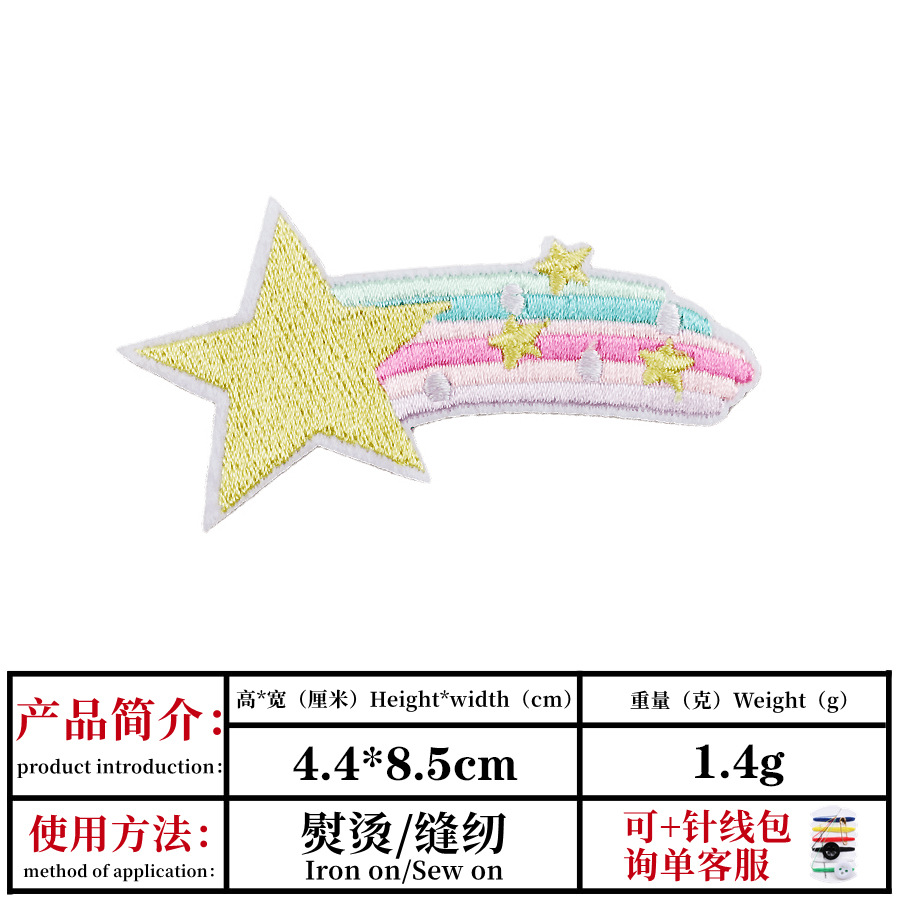 产品简介：
product introduction：
高*宽（厘米）Height*width（cm）
重量（克）Weight（g）
4.4*8.5cm
1.4g
使用方法：
method of application：
熨烫/缝纫
Iron on/Sew on
可+针线包
询单客服